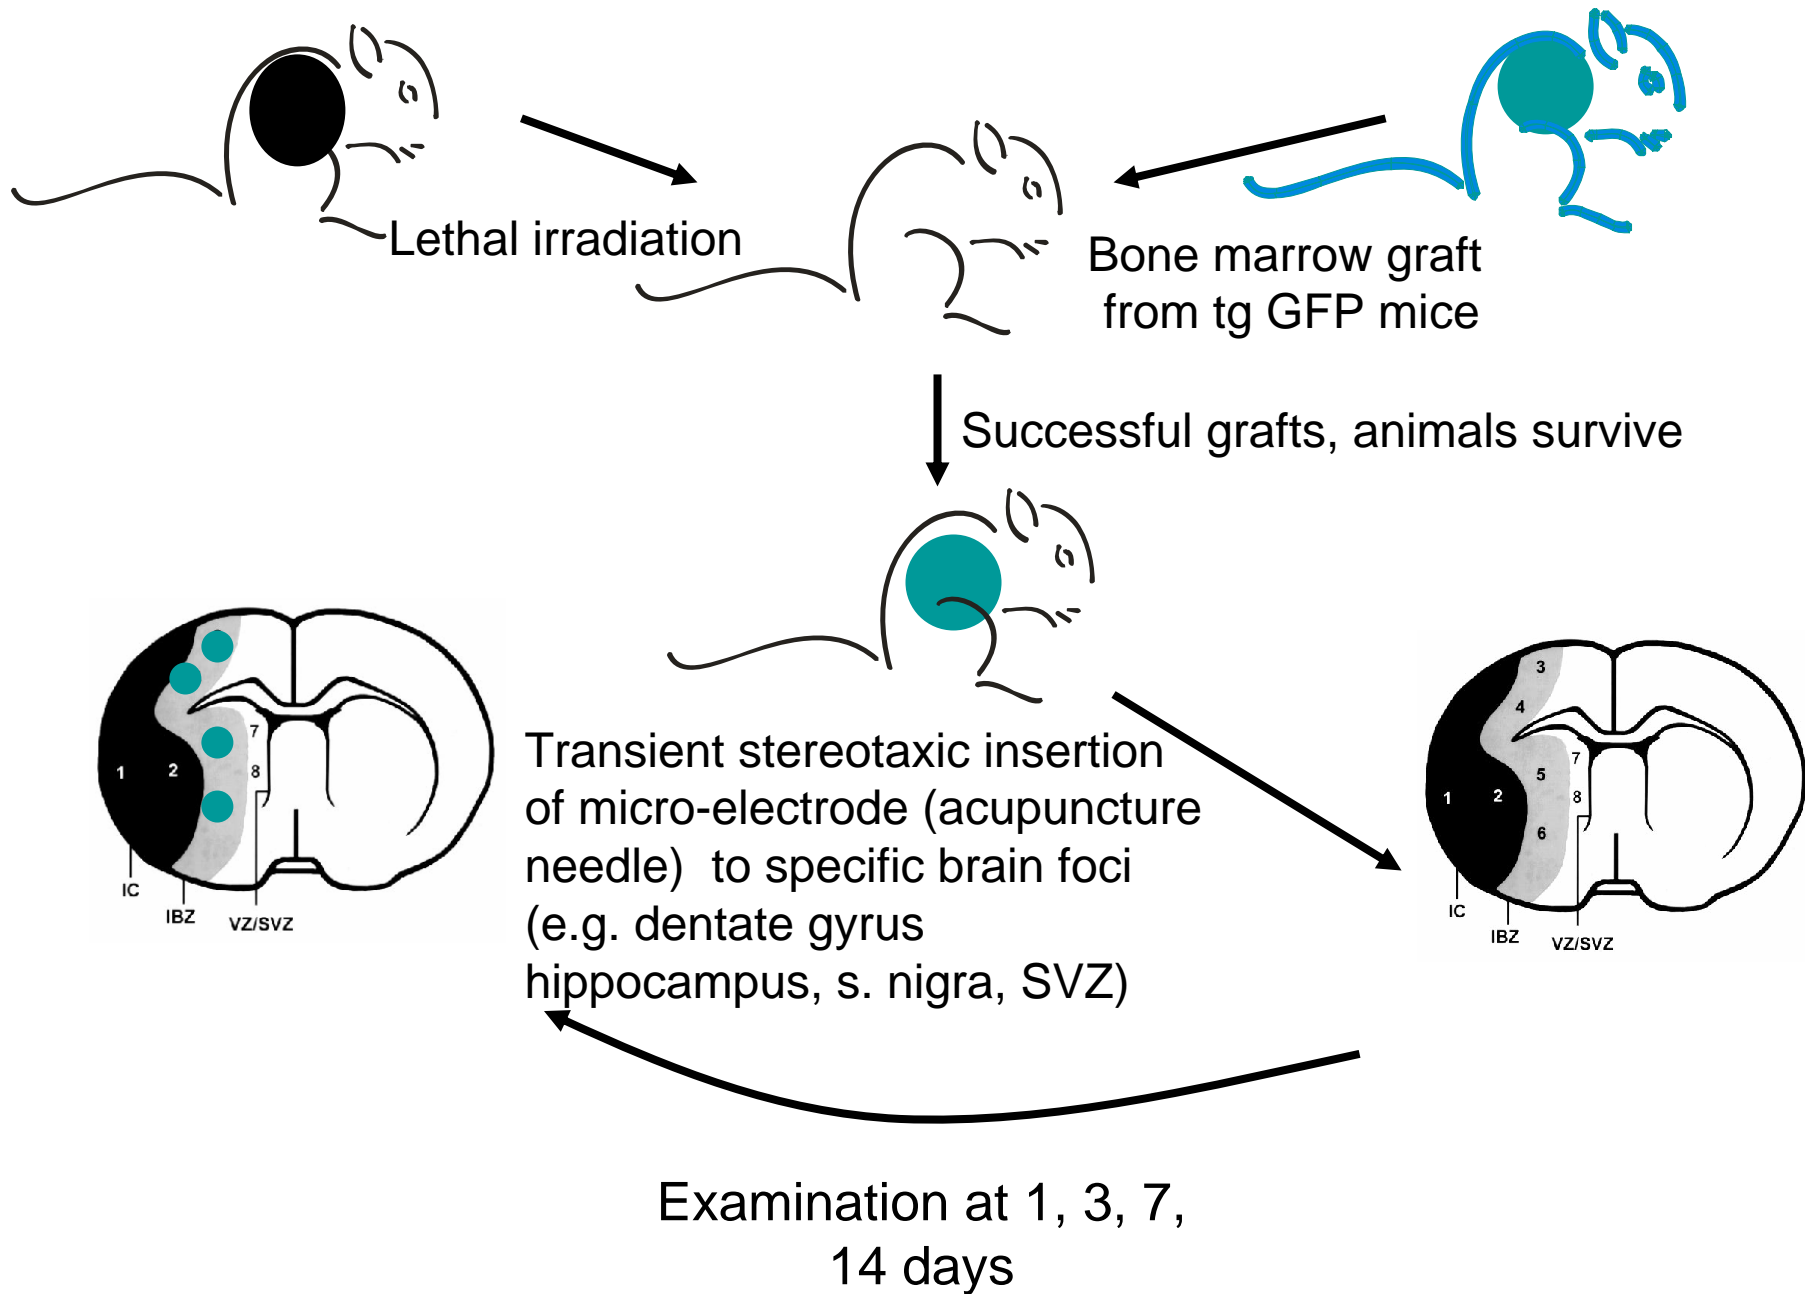 Lethal irradiation
Bone marrow graft
from tg GFP mice
Successful grafts, animals survive
Transient stereotaxic insertion
of micro-electrode (acupuncture
needle) to specific brain foci
(e.g. dentate gyrus
hippocampus, s. nigra, SVZ)
7
1 2 8
IC
IBZ
VZ/SVZ
3
4
7
5
1 2 8
6
IC
IBZ
VZ/SVZ
Examination at 1, 3, 7,
14 days